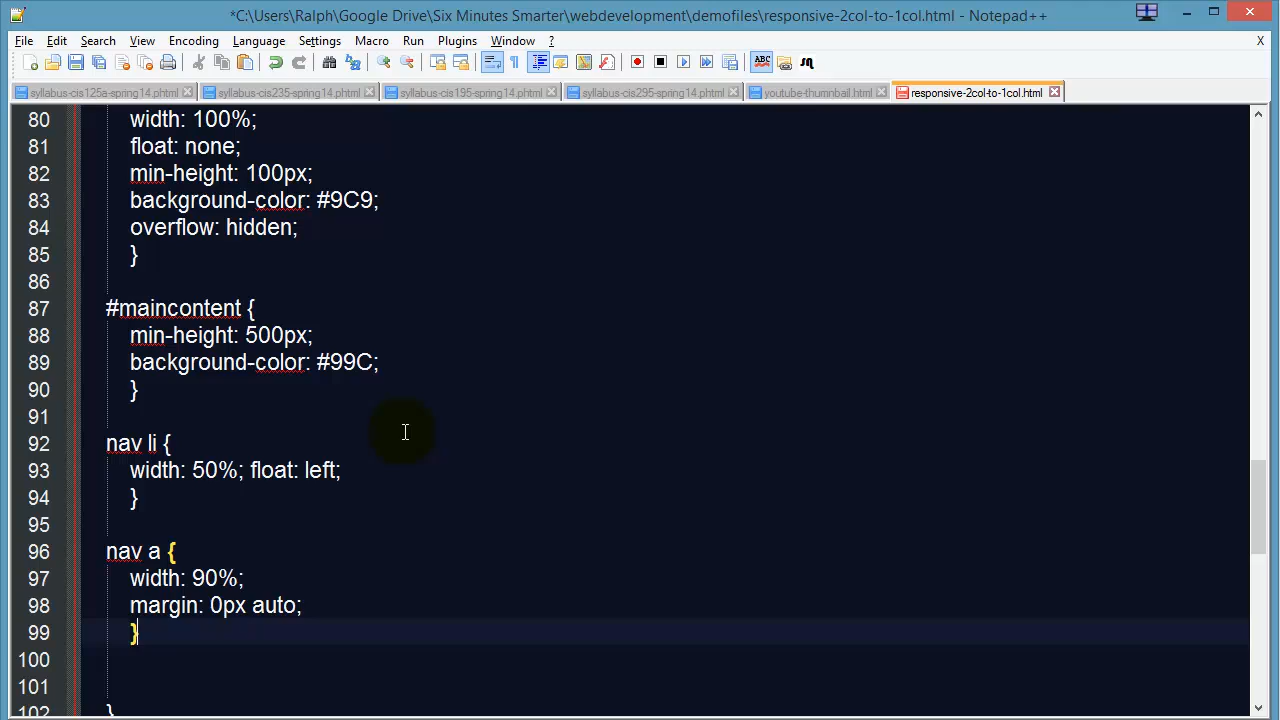 *C:\Users\Ralph\Google Drive\Six Minutes Smarter\webdevelopment\demofiles\responsive-2col-to-1col.html - Notepad++
File Edit Search View Encoding Language Settings Macro Run Plugins Window ? X
syllabus-cis125a-spring14.phtml syllabus-cis235-spring14.phtml syllabus-cis195-spring14.phtml syllabus-cis295-spring14.phtml youtube-thumbnail.html responsive-2col-to-1col.html
80 width: 100%;
81 float: none;
82 min-height: 100px;
83 background-color: #9C9;
84 overflow: hidden;
85 }
86
87 #maincontent {
88 min-height: 500px;
89 background-color: #99C;
90 }
91
92 nav li {
93 width: 50%; float: left;
94 }
95
96 nav a {
97 width: 90%;
98 margin: 0px auto;
99 }
100
101
102 }